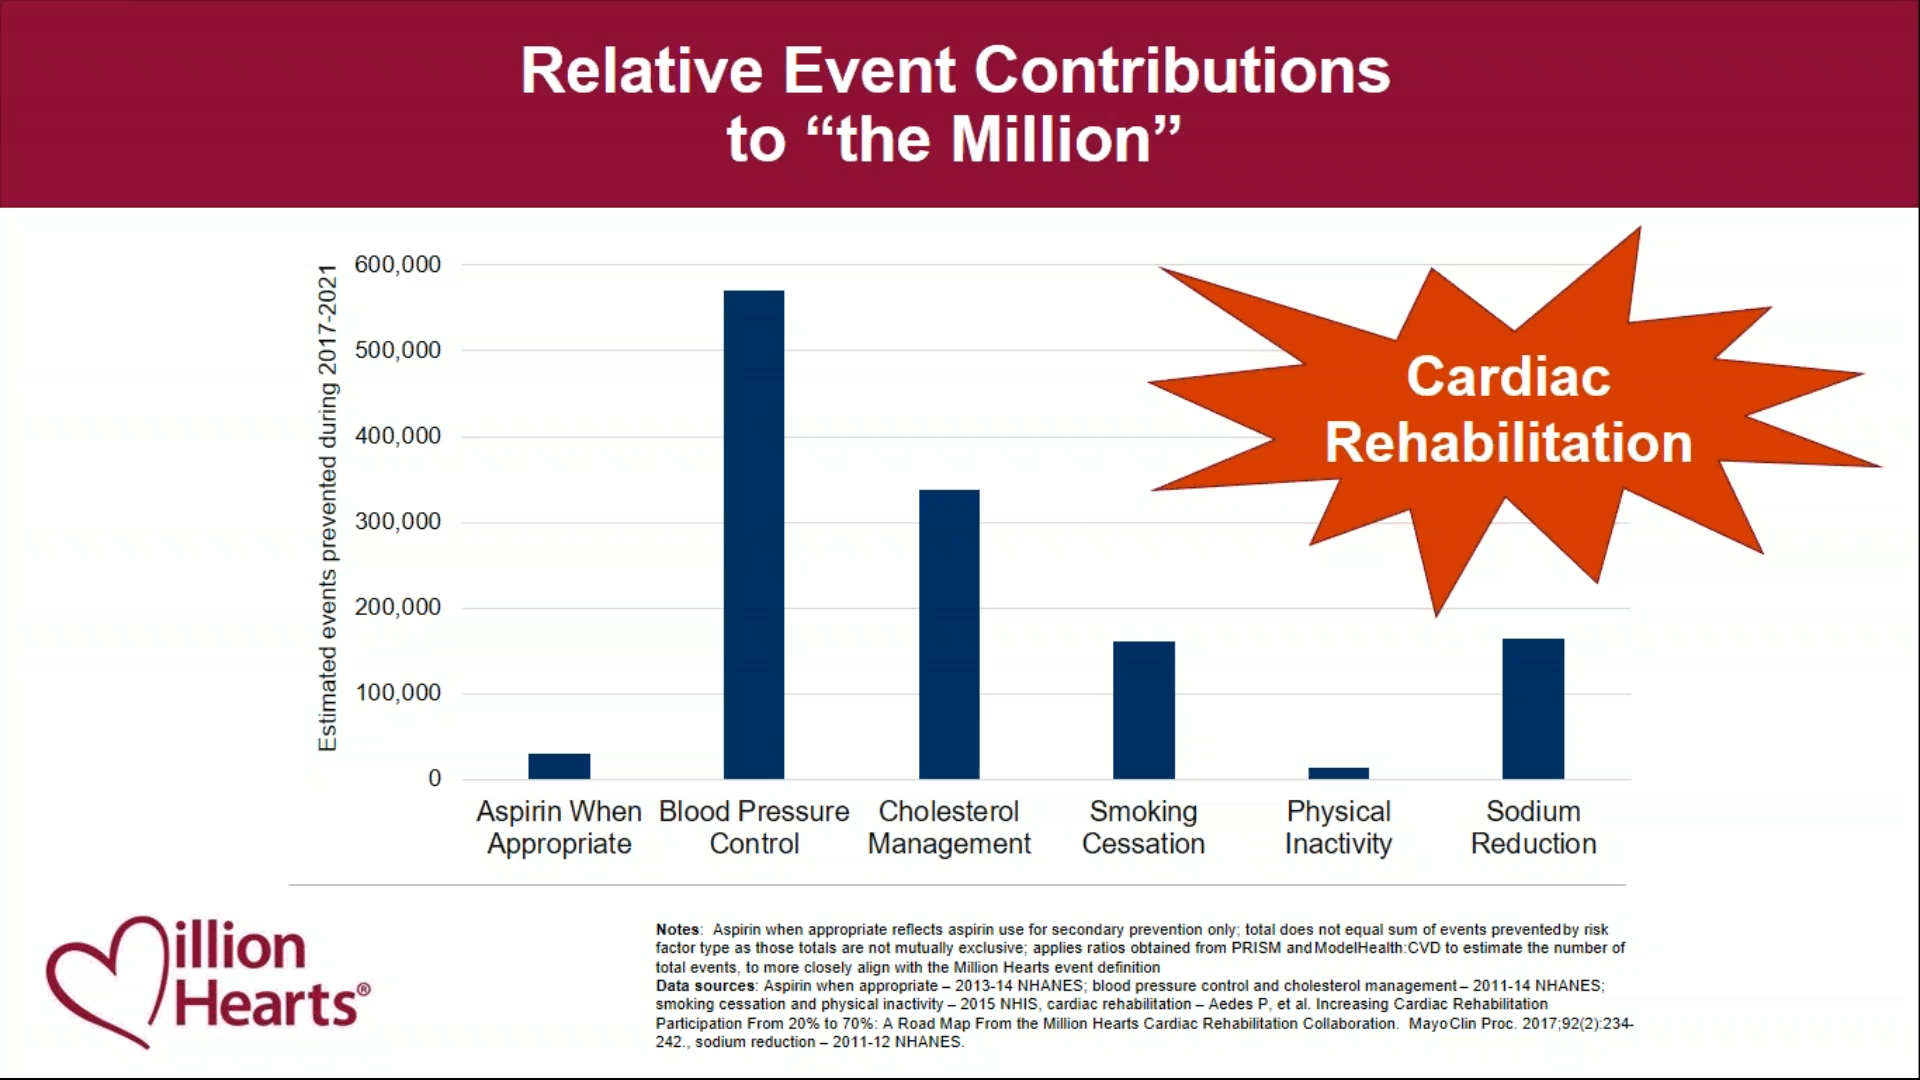 Relative Event Contributions
to “the Million”
Estimated events prevented during 2017-2021
600,000
500,000
400,000
300,000
200,000
100,000
0
Cardiac
Rehabilitation
Aspirin When
Appropriate
Blood Pressure
Control
Cholesterol
Management
Smoking
Cessation
Physical
Inactivity
Sodium
Reduction
illion
Hearts®
Notes: Aspirin when appropriate reflects aspirin use for secondary prevention only; total does not equal sum of events prevented by risk
factor type as those totals are not mutually exclusive; applies ratios obtained from PRISM and ModelHealth:CVD to estimate the number of
total events, to more closely align with the Million Hearts event definition
Data sources: Aspirin when appropriate – 2013-14 NHANES; blood pressure control and cholesterol management – 2011-14 NHANES;
smoking cessation and physical inactivity – 2015 NHIS, cardiac rehabilitation – Aedes P, et al. Increasing Cardiac Rehabilitation
Participation From 20% to 70%: A Road Map From the Million Hearts Cardiac Rehabilitation Collaboration. Mayo Clin Proc. 2017;92(2):234-
242., sodium reduction – 2011-12 NHANES.